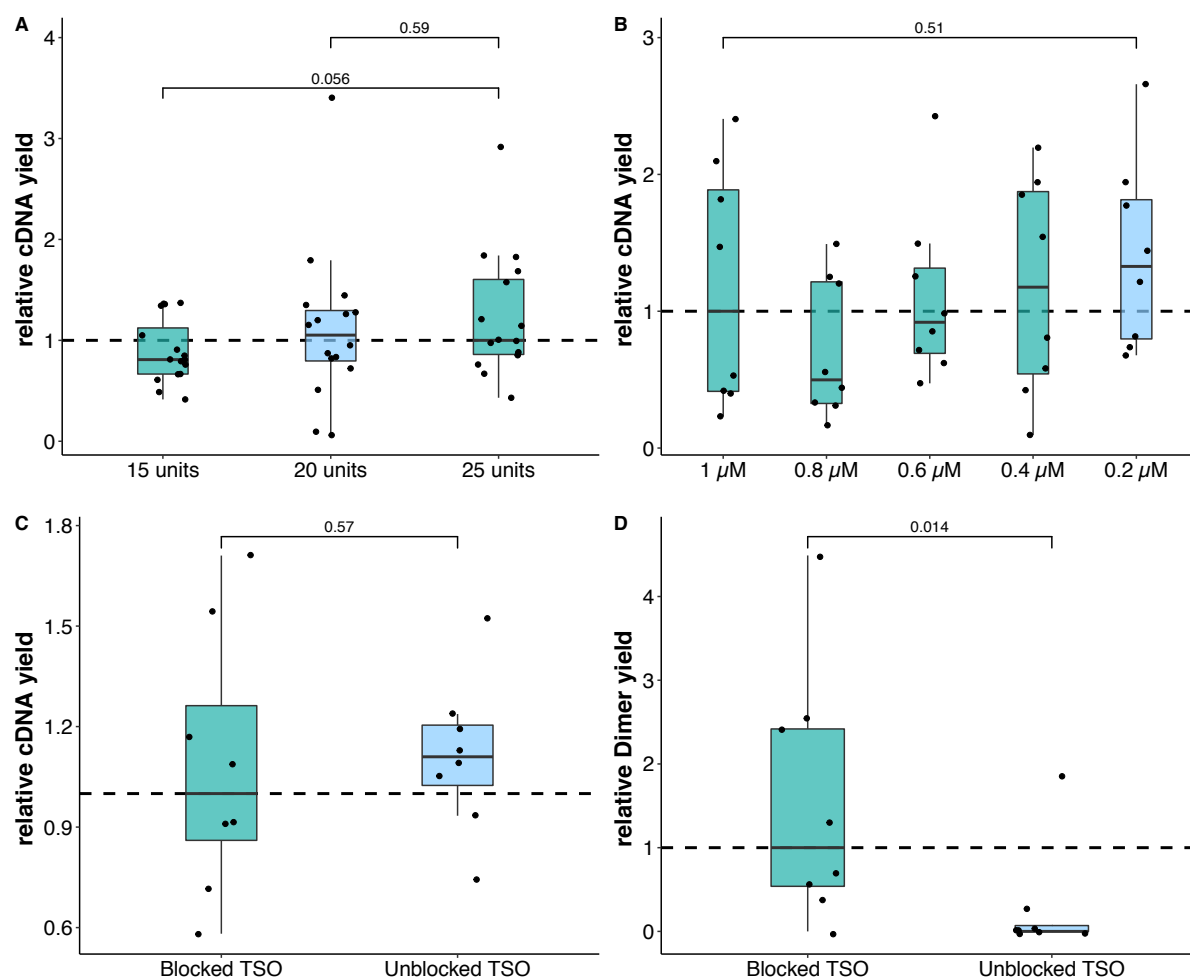 A
relative cDNA yield
4
3
2
1
0
0.59
0.056
15 units
20 units
25 units
B
relative cDNA yield
3
2
1
0
0.51
1 µM
0.8 µM
0.6 µM
0.4 µM
0.2 µM
C
relative cDNA yield
1.8
1.5
1.2
0.9
0.6
0.57
Blocked TSO
Unblocked TSO
D
relative Dimer yield
4
3
2
1
0
0.014
Blocked TSO
Unblocked TSO